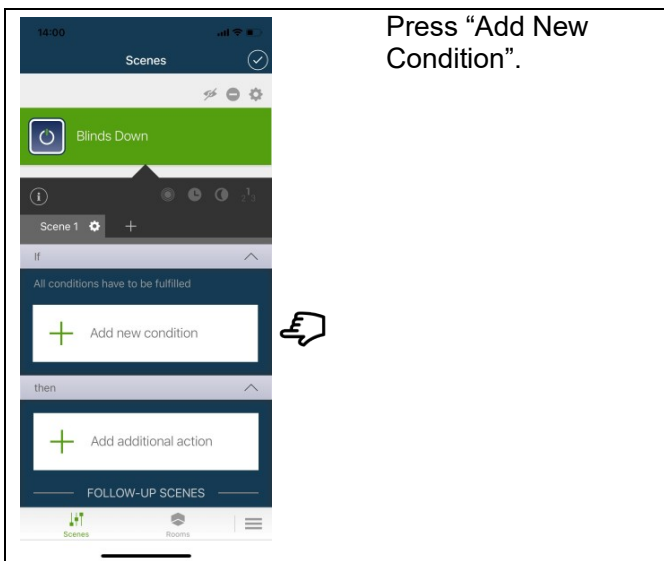 14:00
Scenes
Blinds Down
Scene 1
+
If
All conditions have to be fulfilled
Add new condition
then
Add additional action
FOLLOW-UP SCENES
Scenes
Rooms
Press “Add New
Condition”.